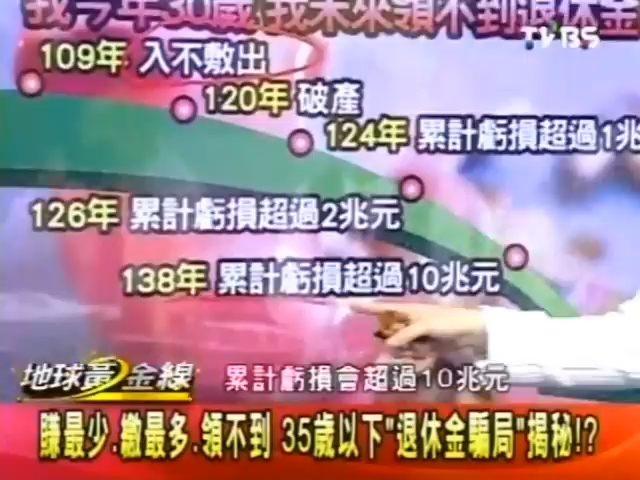 我今年30歲,我未來領不到退休金
TVBS
109年 入不敷出
120年 破產
124年 累計虧損超過1兆
126年 累計虧損超過2兆元
138年 累計虧損超過10兆元
地球黃金線
累計虧損會超過10兆元
賺最少.繳最多.領不到 35歲以下"退休金騙局"揭秘!?